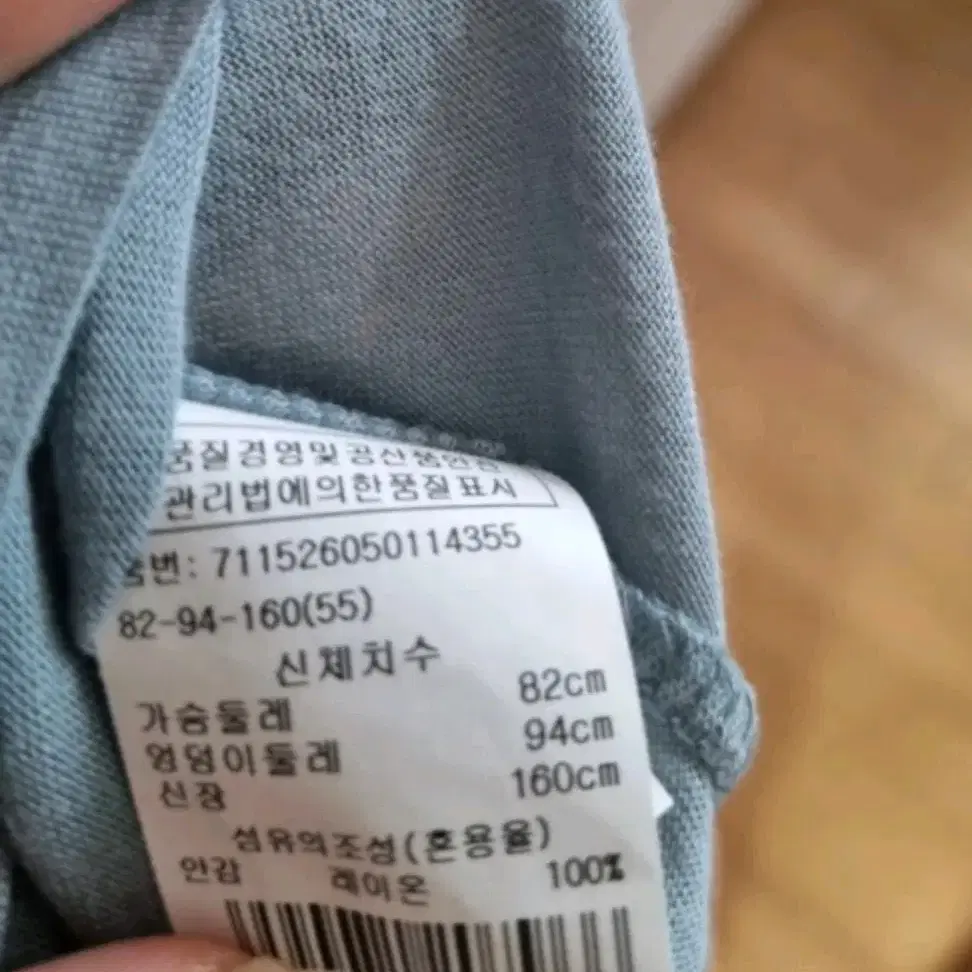 품질경영및공산품안전
관리법에의한품질표시
품번: 711526050114355
82-94-160(55)
신체치수
가슴둘레 82cm
엉덩이둘레 94cm
신장 160cm
섬유의조성(혼용율)
안감 레이온 100%